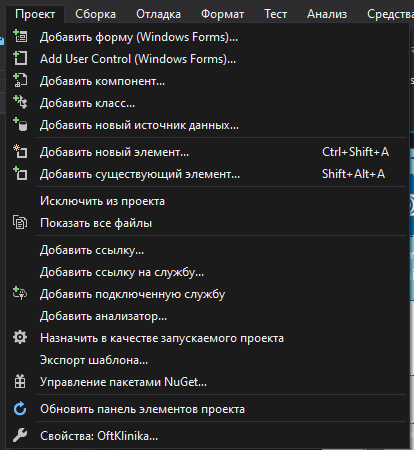 Проект Сборка Отладка Формат Тест Анализ Средства
Добавить форму (Windows Forms)...
Add User Control (Windows Forms)...
Добавить компонент...
Добавить класс...
Добавить новый источник данных...
Добавить новый элемент... Ctrl+Shift+A
Добавить существующий элемент... Shift+Alt+A
Исключить из проекта
Показать все файлы
Добавить ссылку...
Добавить ссылку на службу...
Добавить подключенную службу
Добавить анализатор...
Назначить в качестве запускаемого проекта
Экспорт шаблона...
Управление пакетами NuGet...
Обновить панель элементов проекта
Свойства: OftKlinika...